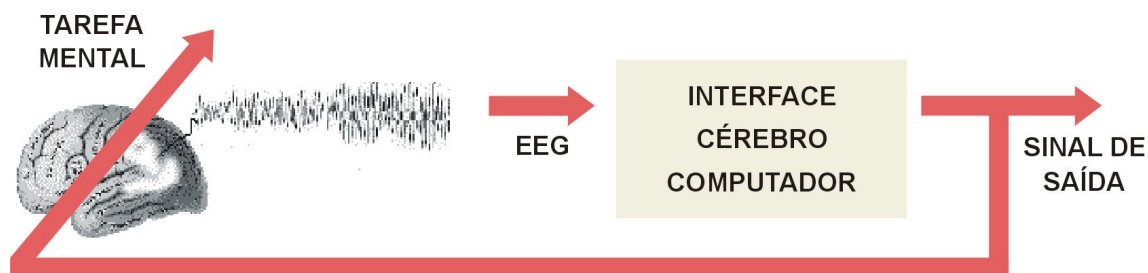 TAREFA
MENTAL
EEG
INTERFACE
CÉREBRO
COMPUTADOR
SINAL DE
SAÍDA